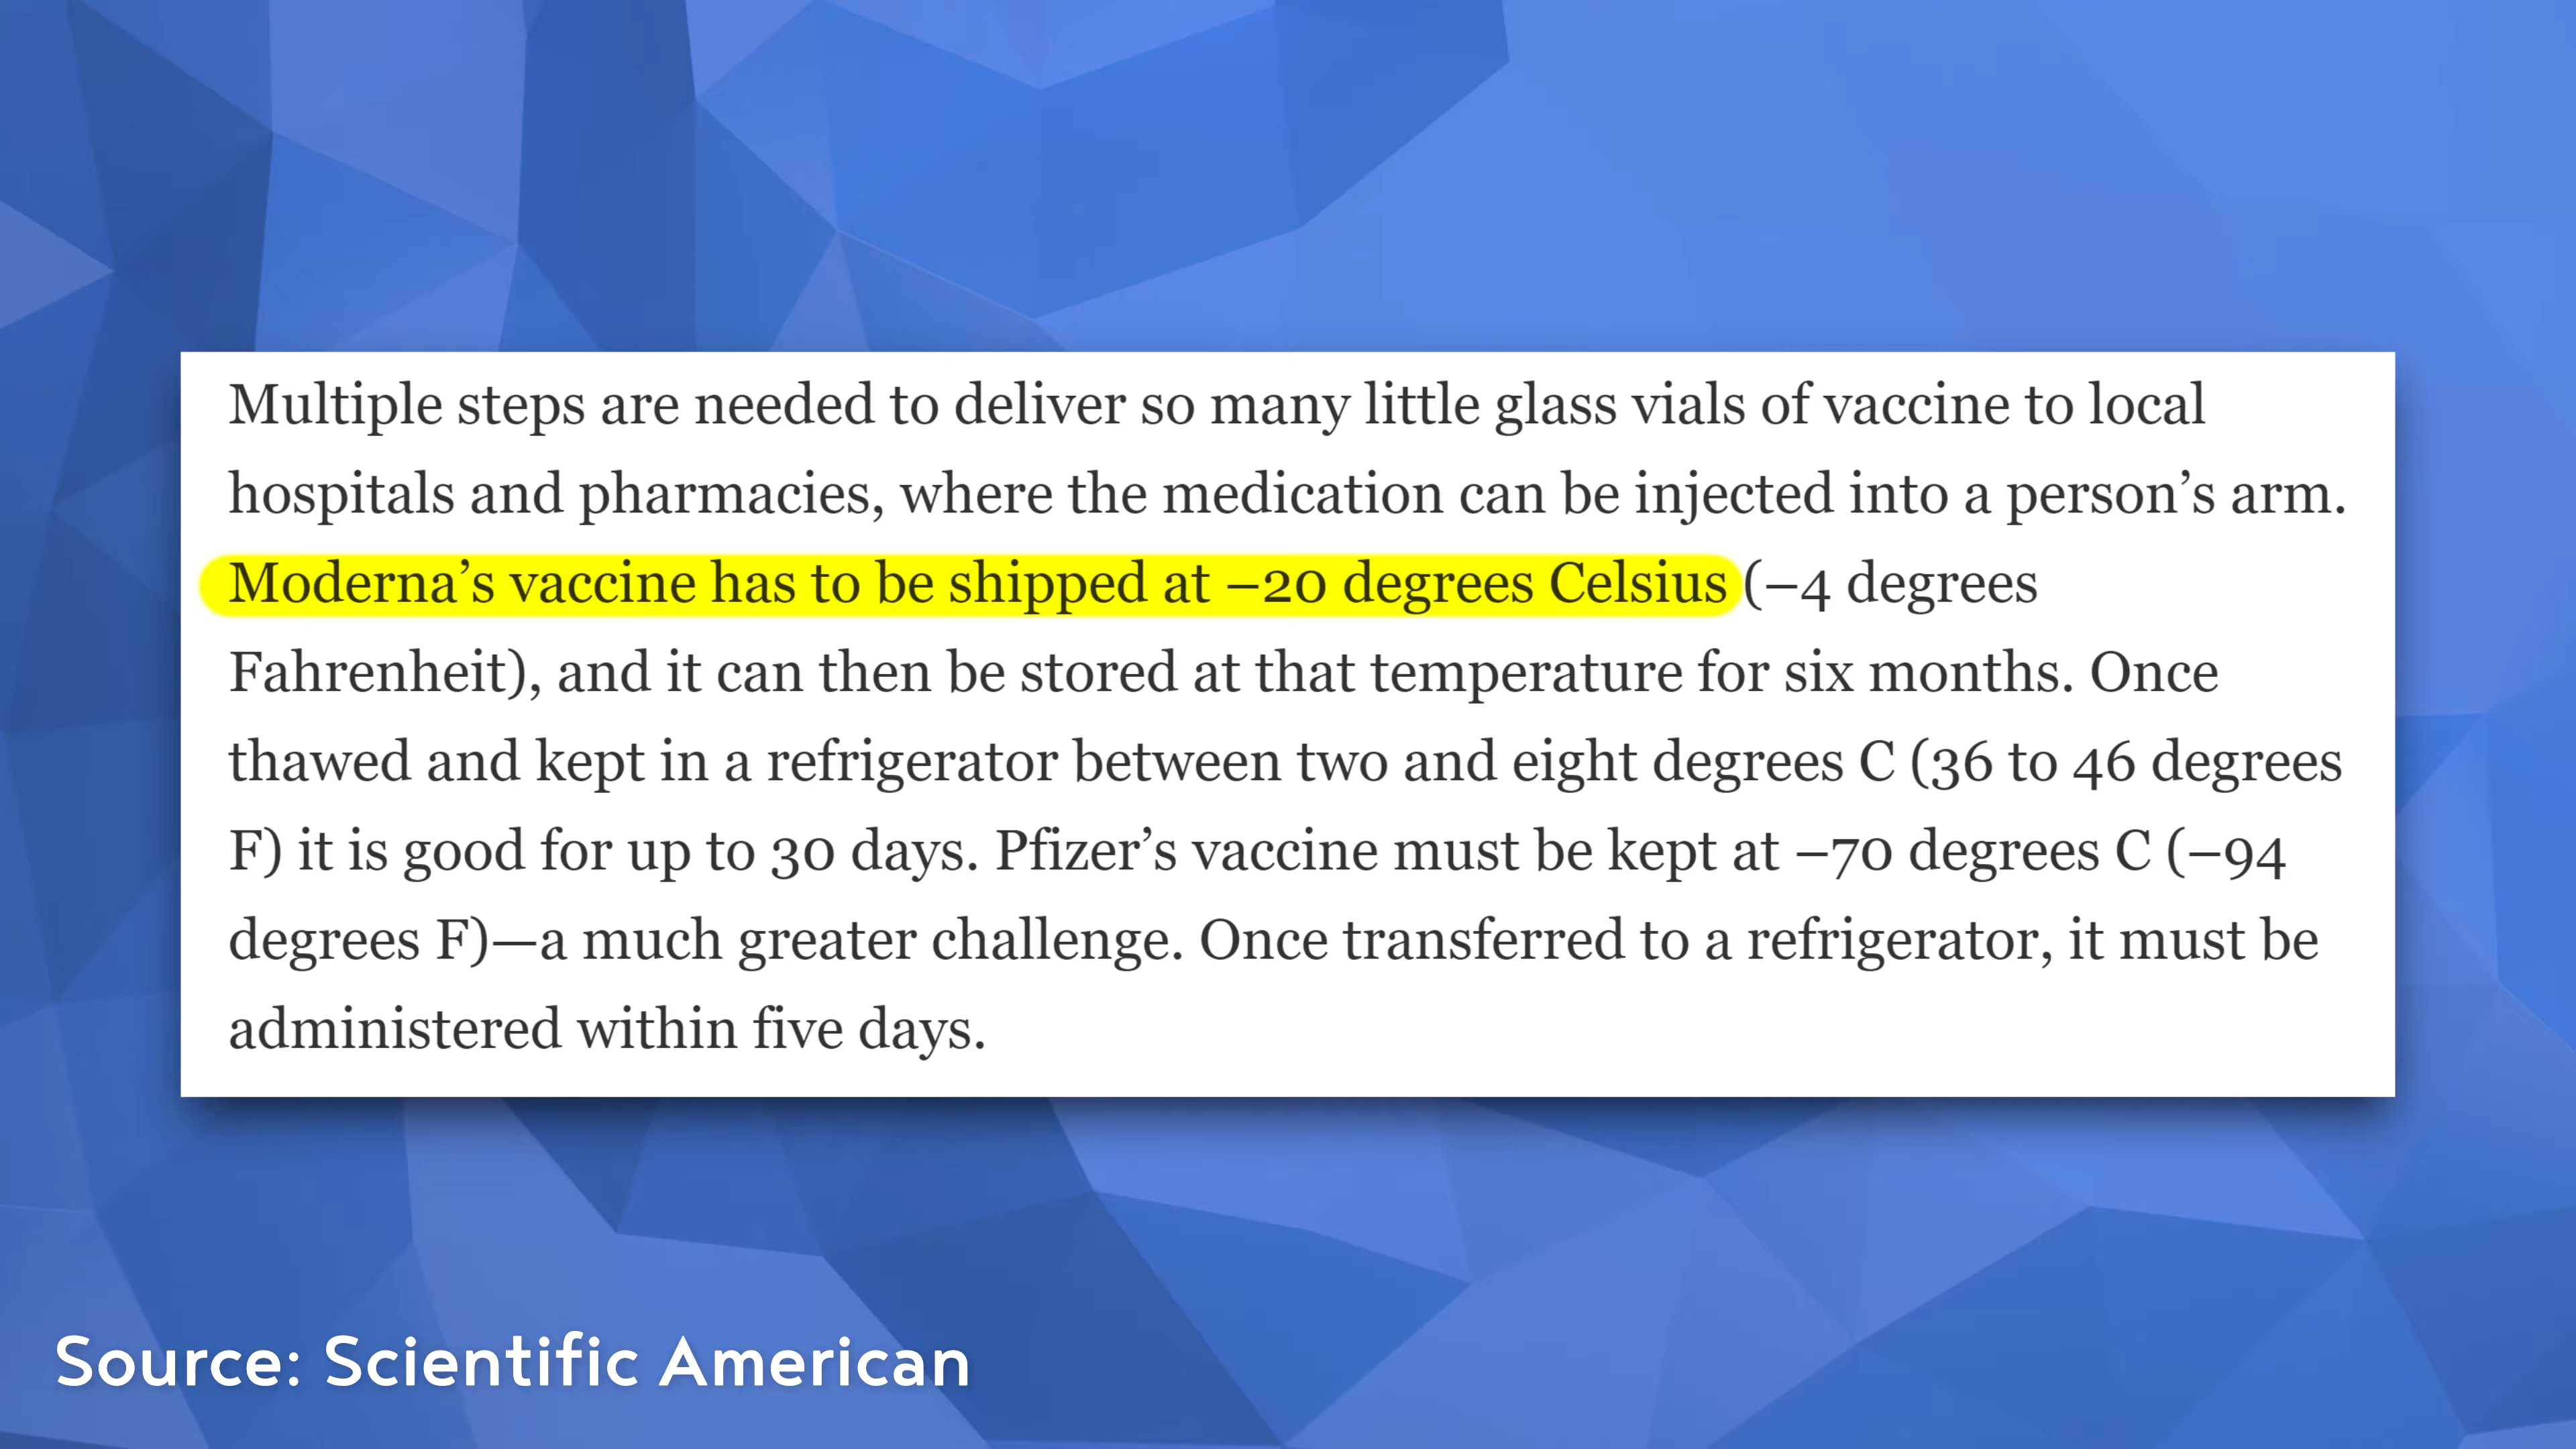 Multiple steps are needed to deliver so many little glass vials of vaccine to local
hospitals and pharmacies, where the medication can be injected into a person’s arm.
Moderna’s vaccine has to be shipped at –20 degrees Celsius (–4 degrees
Fahrenheit), and it can then be stored at that temperature for six months. Once
thawed and kept in a refrigerator between two and eight degrees C (36 to 46 degrees
F) it is good for up to 30 days. Pfizer’s vaccine must be kept at –70 degrees C (–94
degrees F)—a much greater challenge. Once transferred to a refrigerator, it must be
administered within five days.
Source: Scientific American